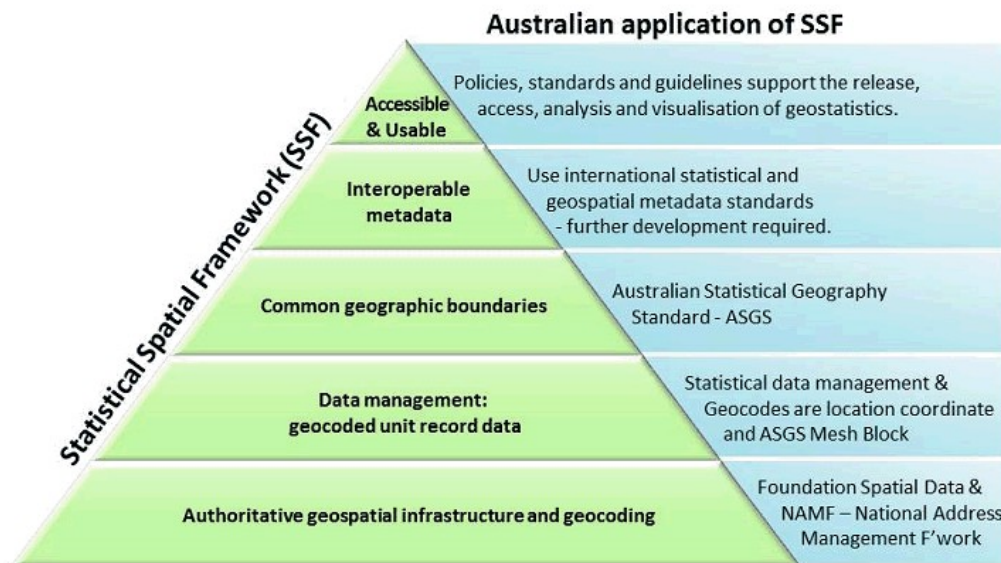 Australian application of SSF
Statistical Spatial Framework (SSF)
Accessible
& Usable
Policies, standards and guidelines support the release,
access, analysis and visualisation of geostatistics.
Interoperable
metadata
Use international statistical and
geospatial metadata standards
- further development required.
Common geographic boundaries
Australian Statistical Geography
Standard - ASGS
Data management:
geocoded unit record data
Statistical data management &
Geocodes are location coordinate
and ASGS Mesh Block
Authoritative geospatial infrastructure and geocoding
Foundation Spatial Data &
NAMF – National Address
Management F'work